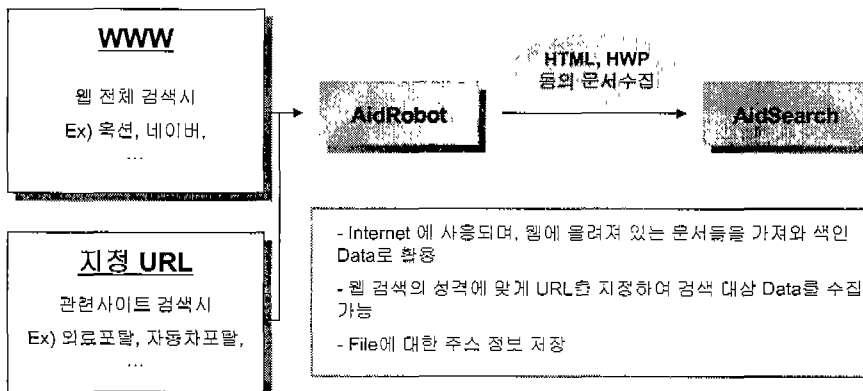 WWW
웹 전체 검색시
Ex) 옥션, 네이버,
...
지정 URL
관련사이트 검색시
Ex) 의료포탈, 자동차포탈,
...
AidRobot
HTML, HWP
등의 문서수집
AidSearch
- Internet 에 사용되며, 웹에 올려져 있는 문서들을 가져와 색인
Data로 활용
- 웹 검색의 성격에 맞게 URL을 지정하여 검색 대상 Data를 수집
가능
- File에 대한 주소 정보 저장